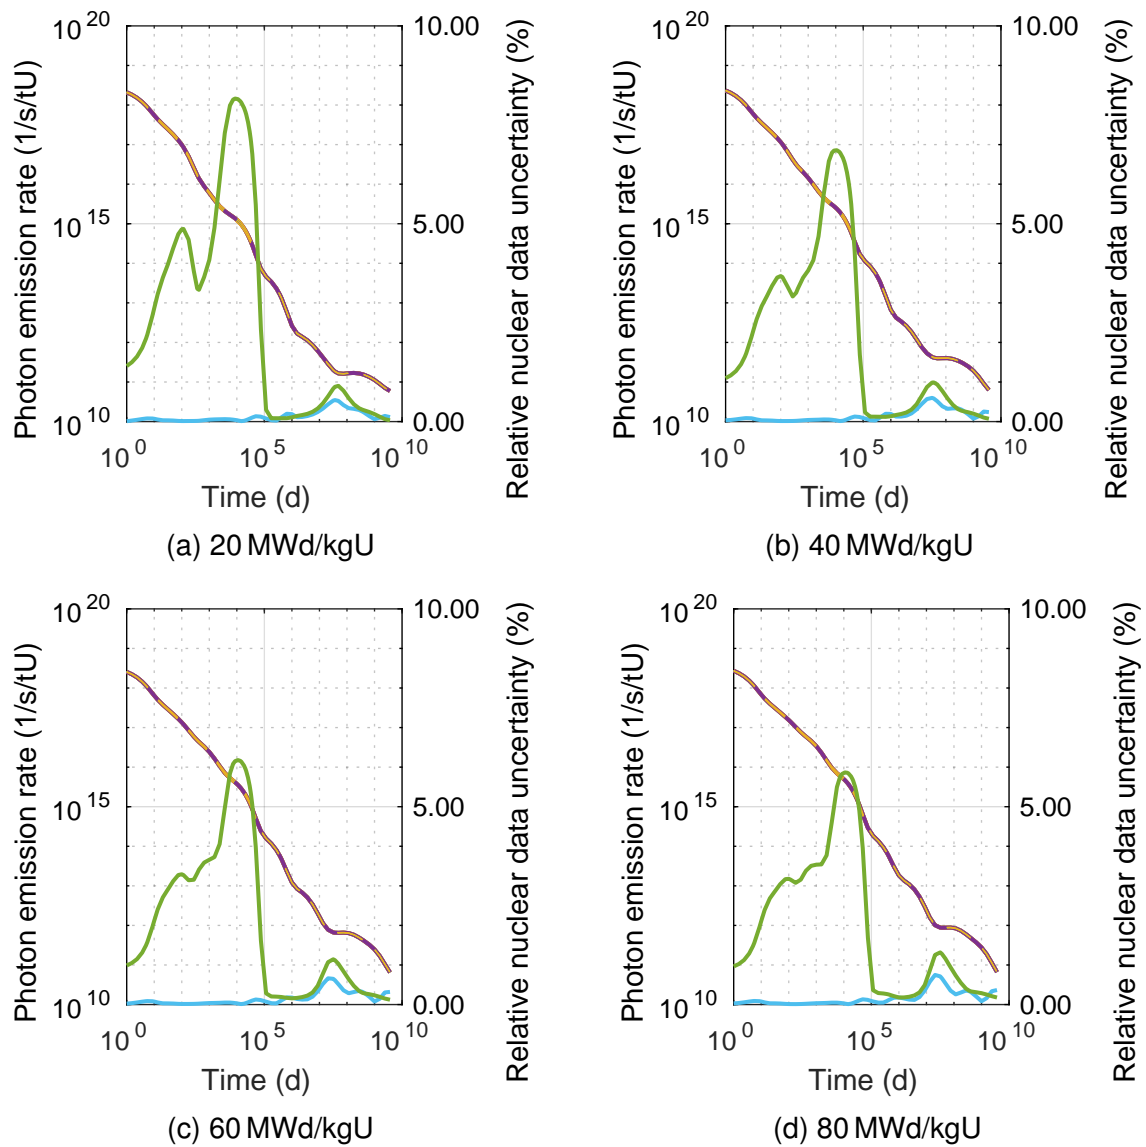 10^20
10^15
10^10
Photon emission rate (1/s/tU)
10.00
5.00
0.00
Relative nuclear data uncertainty (%)
10^0
10^5
10^10
Time (d)
(a) 20 MWd/kgU
10^20
10^15
10^10
Photon emission rate (1/s/tU)
10.00
5.00
0.00
Relative nuclear data uncertainty (%)
10^0
10^5
10^10
Time (d)
(b) 40 MWd/kgU
10^20
10^15
10^10
Photon emission rate (1/s/tU)
10.00
5.00
0.00
Relative nuclear data uncertainty (%)
10^0
10^5
10^10
Time (d)
(c) 60 MWd/kgU
10^20
10^15
10^10
Photon emission rate (1/s/tU)
10.00
5.00
0.00
Relative nuclear data uncertainty (%)
10^0
10^5
10^10
Time (d)
(d) 80 MWd/kgU